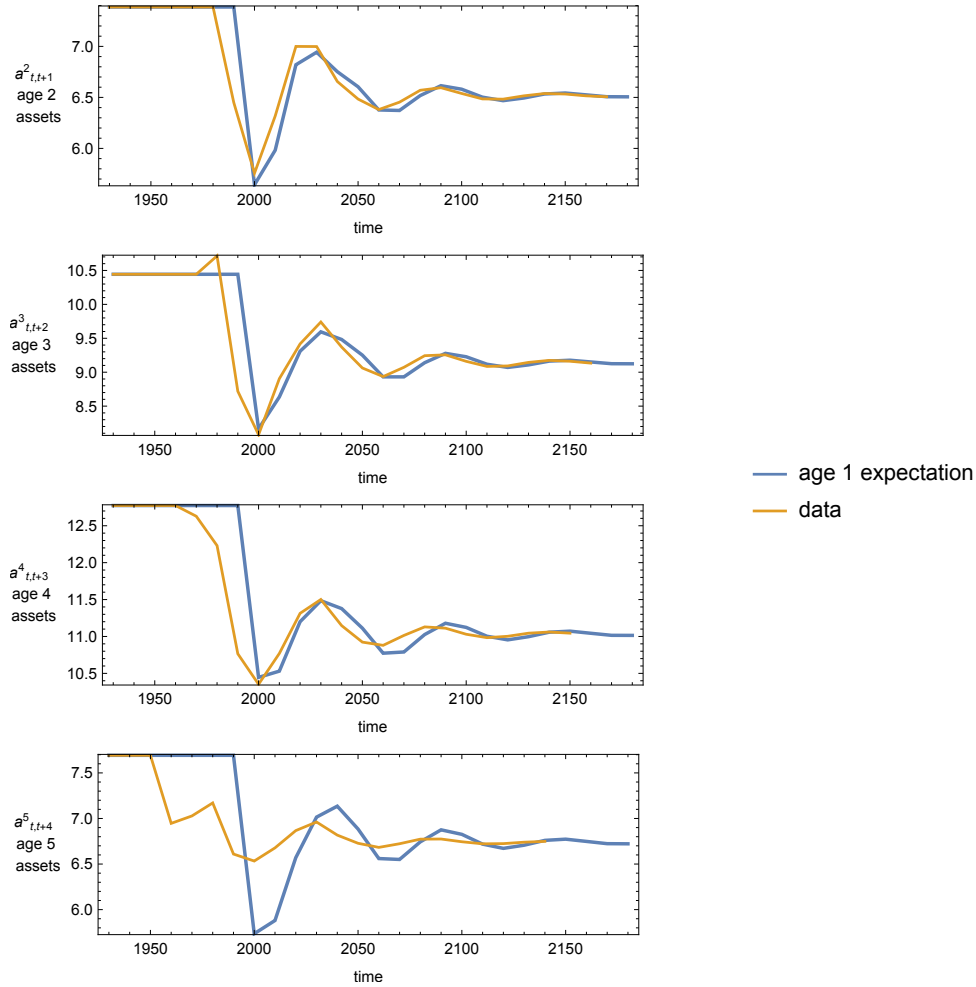 7.0
6.5
6.0
a²t,t+1
age 2
assets
1950 2000 2050 2100 2150
time
10.5
10.0
9.5
9.0
8.5
a³t,t+2
age 3
assets
1950 2000 2050 2100 2150
time
12.5
12.0
11.5
11.0
10.5
a⁴t,t+3
age 4
assets
1950 2000 2050 2100 2150
time
7.5
7.0
6.5
6.0
a⁵t,t+4
age 5
assets
1950 2000 2050 2100 2150
time
age 1 expectation
data